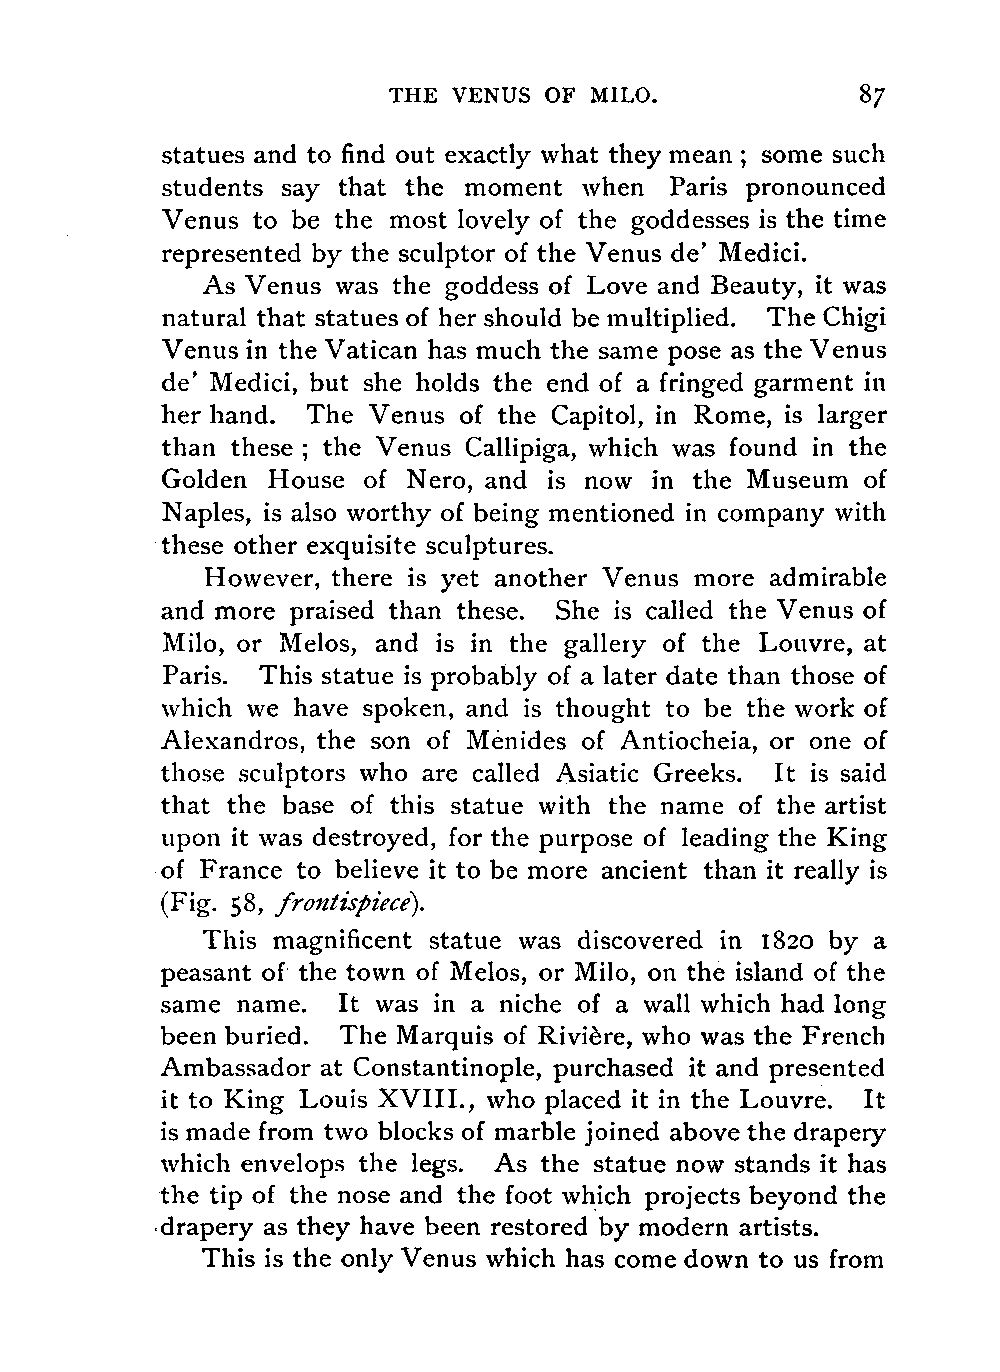 THE VENUS OF MILO. 87
statues and to find out exactly what they mean ; some such
students say that the moment when Paris pronounced
Venus to be the most lovely of the goddesses is the time
represented by the sculptor of the Venus de' Medici.
As Venus was the goddess of Love and Beauty, it was
natural that statues of her should be multiplied. The Chigi
Venus in the Vatican has much the same pose as the Venus
de' Medici, but she holds the end of a fringed garment in
her hand. The Venus of the Capitol, in Rome, is larger
than these ; the Venus Callipiga, which was found in the
Golden House of Nero, and is now in the Museum of
Naples, is also worthy of being mentioned in company with
these other exquisite sculptures.
However, there is yet another Venus more admirable
and more praised than these. She is called the Venus of
Milo, or Melos, and is in the gallery of the Louvre, at
Paris. This statue is probably of a later date than those of
which we have spoken, and is thought to be the work of
Alexandros, the son of Menides of Antiocheia, or one of
those sculptors who are called Asiatic Greeks. It is said
that the base of this statue with the name of the artist
upon it was destroyed, for the purpose of leading the King
of France to believe it to be more ancient than it really is
(Fig. 58, frontispiece).
This magnificent statue was discovered in 1820 by a
peasant of the town of Melos, or Milo, on the island of the
same name. It was in a niche of a wall which had long
been buried. The Marquis of Rivière, who was the French
Ambassador at Constantinople, purchased it and presented
it to King Louis XVIII., who placed it in the Louvre. It
is made from two blocks of marble joined above the drapery
which envelops the legs. As the statue now stands it has
the tip of the nose and the foot which projects beyond the
drapery as they have been restored by modern artists.
This is the only Venus which has come down to us from